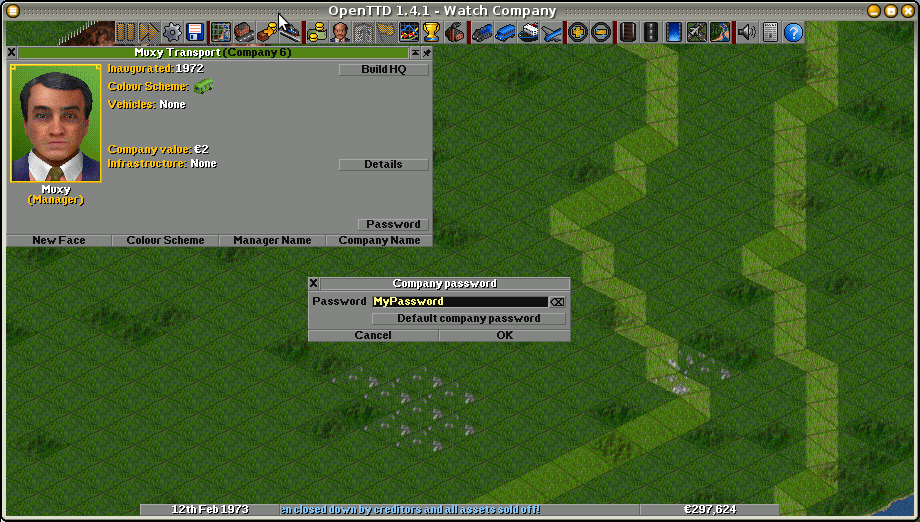 OpenTTD 1.4.1 - Watch Company
Muxy Transport (Company 6)
Inaugurated: 1972
Build HQ
Colour Scheme:
Vehicles: None
Company value: €2
Infrastructure: None
Details
Muxy
(Manager)
Password
New Face
Colour Scheme
Manager Name
Company Name
Company password
Password MyPassword
Default company password
Cancel
OK
12th Feb 1973
en closed down by creditors and all assets sold off!
€297,624